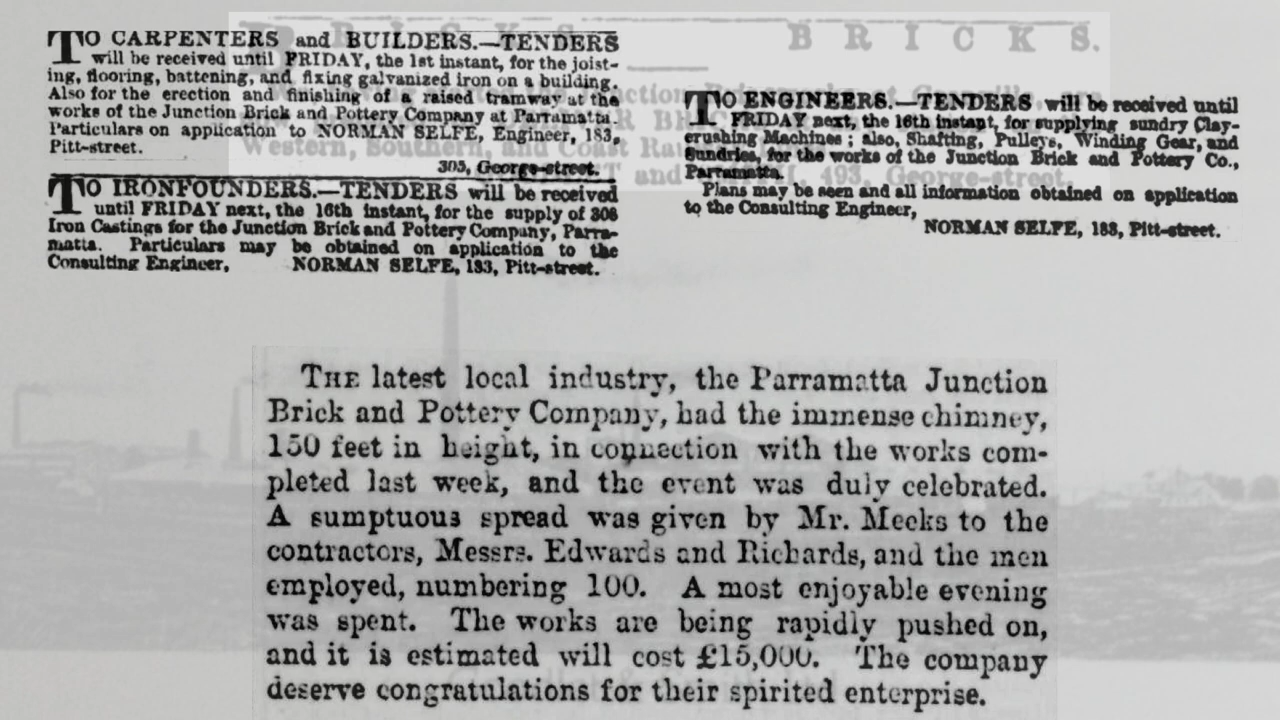 TO CARPENTERS and BUILDERS.—TENDERS
will be received until FRIDAY, the 1st instant, for the joist-
ing, flooring, battening, and fixing galvanized iron on a building.
Also for the erection and finishing of a raised tramway at the
works of the Junction Brick and Pottery Company at Parramatta.
Particulars on application to NORMAN SELFE, Engineer, 183,
Pitt-street.
305, George-street.
TO IRONFOUNDERS.—TENDERS will be received
until FRIDAY next, the 16th instant, for the supply of 308
Iron Castings for the Junction Brick and Pottery Company, Parra-
matta. Particulars may be obtained on application to the
Consulting Engineer, NORMAN SELFE, 183, Pitt-street.
BRICKS.
TO ENGINEERS.—TENDERS will be received until
FRIDAY next, the 16th instant, for supplying sundry Clay-
crushing Machines; also, Shafting, Pulleys, Winding Gear, and
Sundries, for the works of the Junction Brick and Pottery Co.,
Parramatta.
Plans may be seen and all information obtained on application
to the Consulting Engineer,
NORMAN SELFE, 183, Pitt-street.
Western, Southern, and Coast
and 493, George-street.
THE latest local industry, the Parramatta Junction
Brick and Pottery Company, had the immense chimney,
150 feet in height, in connection with the works com-
pleted last week, and the event was duly celebrated.
A sumptuous spread was given by Mr. Meeks to the
contractors, Messrs. Edwards and Richards, and the men
employed, numbering 100. A most enjoyable evening
was spent. The works are being rapidly pushed on,
and it is estimated will cost £15,000. The company
deserve congratulations for their spirited enterprise.